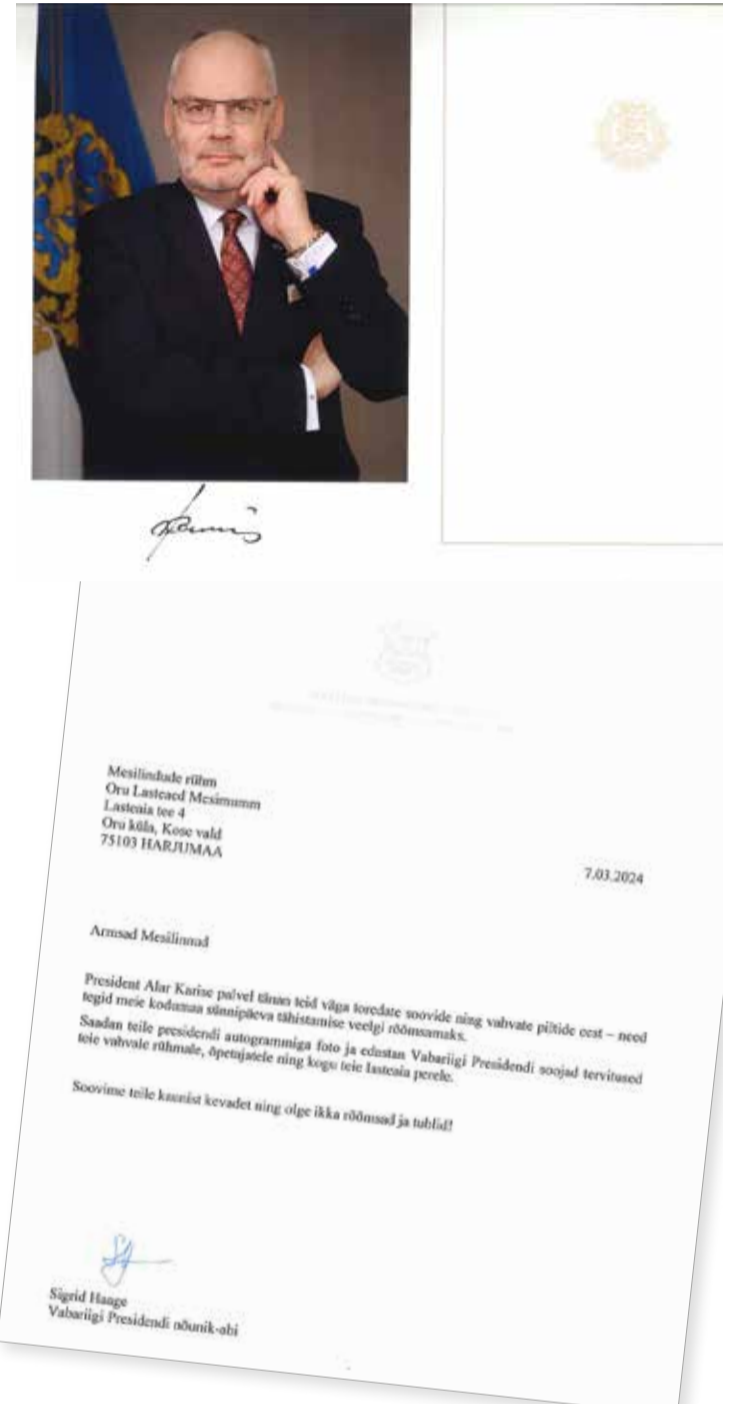 Mesilindude rühm
Oru Lasteaed Mesimumm
Lasteaia tee 4
Oru küla, Kose vald
75103 HARJUMAA
7.03.2024
Armsad Mesilinnud
President Alar Karise palvel tänan teid väga toredate soovide ning vahvate piltide eest – need
tegid meie kodumaa sünnipäeva tähistamise veelgi rõõmsamaks.
Saadan teile presidendi autogrammiga foto ja edastan Vabariigi Presidendi soojad tervitused
teie vahvale rühmale, õpetajatele ning kogu teie lasteaia perele.
Soovime teile kaunist kevadet ning olge ikka rõõmsad ja tublid!
Sigrid Haage
Vabariigi Presidendi nõunik-abi